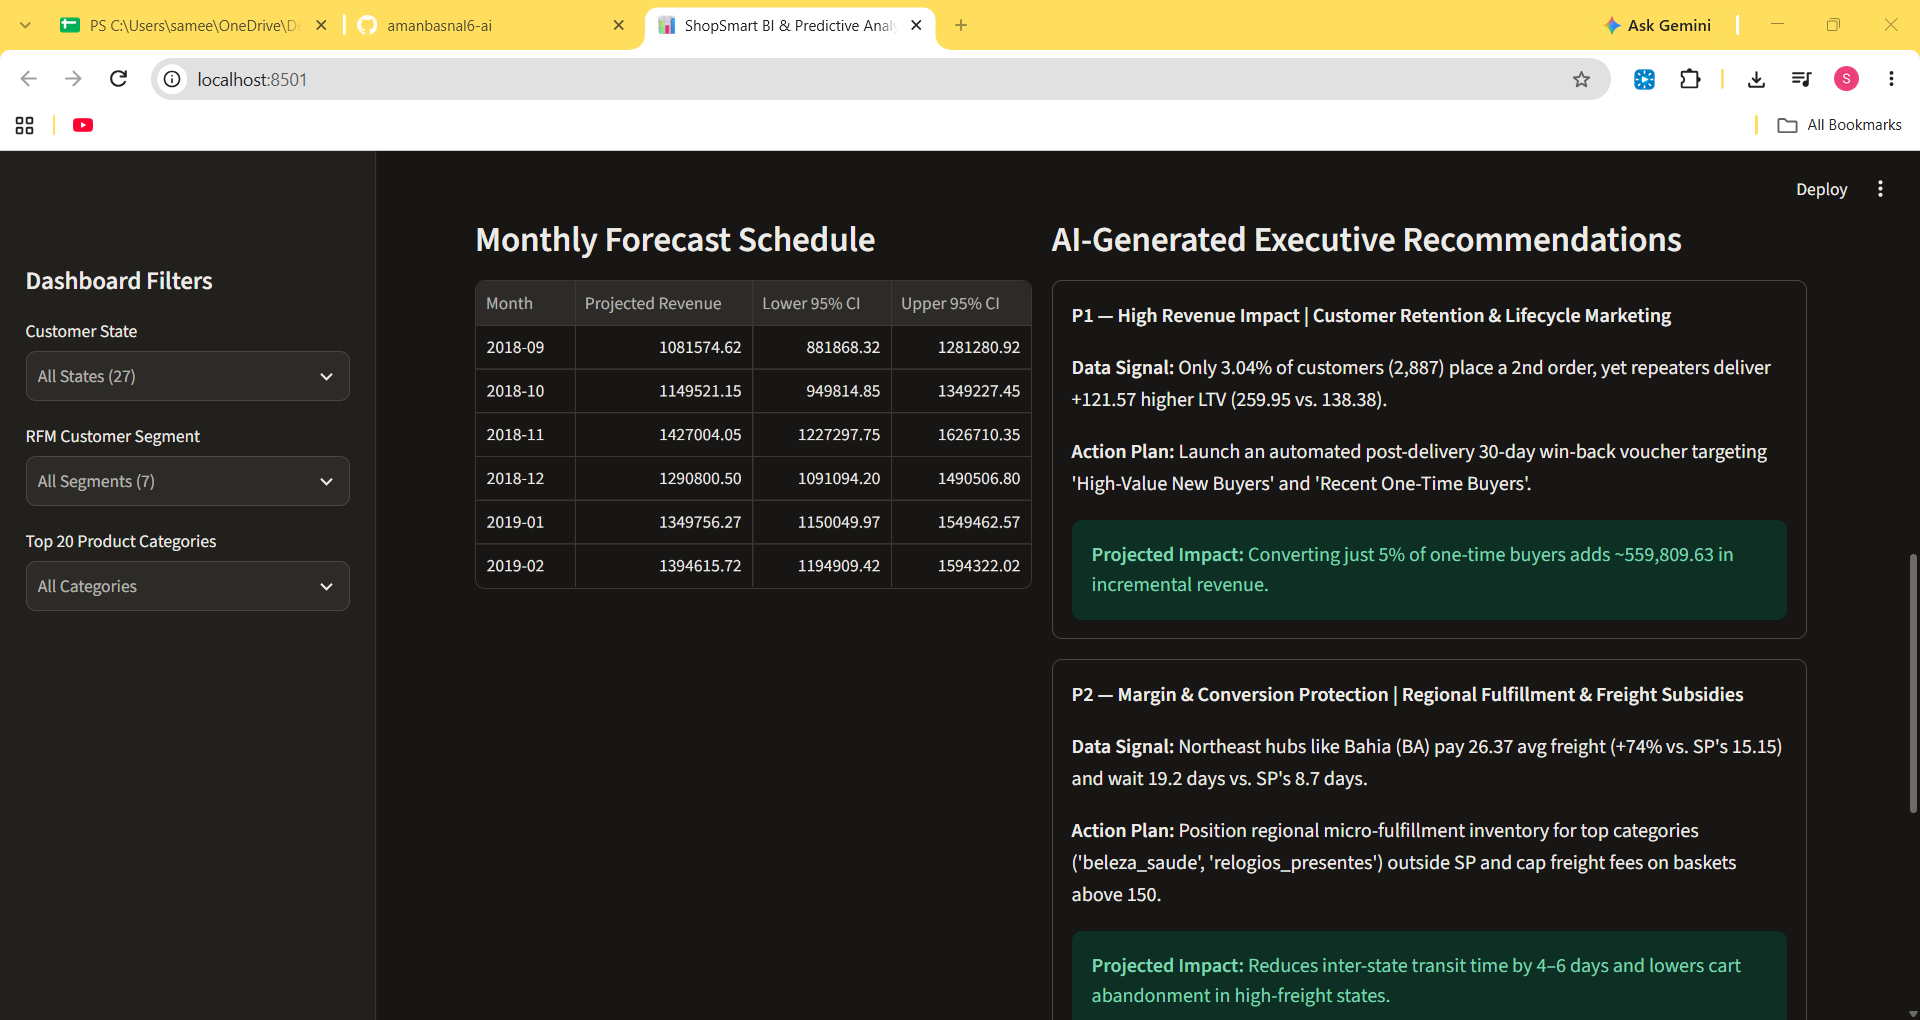 PS C:\Users\samee\OneDrive\De
amanbasnal6-ai
ShopSmart BI & Predictive Analy
Ask Gemini
localhost:8501
S
All Bookmarks
Deploy
Dashboard Filters
Customer State
All States (27)
RFM Customer Segment
All Segments (7)
Top 20 Product Categories
All Categories
Monthly Forecast Schedule
Month Projected Revenue Lower 95% CI Upper 95% CI
2018-09 1081574.62 881868.32 1281280.92
2018-10 1149521.15 949814.85 1349227.45
2018-11 1427004.05 1227297.75 1626710.35
2018-12 1290800.50 1091094.20 1490506.80
2019-01 1349756.27 1150049.97 1549462.57
2019-02 1394615.72 1194909.42 1594322.02
AI-Generated Executive Recommendations
P1 — High Revenue Impact | Customer Retention & Lifecycle Marketing
Data Signal: Only 3.04% of customers (2,887) place a 2nd order, yet repeaters deliver
+121.57 higher LTV (259.95 vs. 138.38).
Action Plan: Launch an automated post-delivery 30-day win-back voucher targeting
'High-Value New Buyers' and 'Recent One-Time Buyers'.
Projected Impact: Converting just 5% of one-time buyers adds ~559,809.63 in
incremental revenue.
P2 — Margin & Conversion Protection | Regional Fulfillment & Freight Subsidies
Data Signal: Northeast hubs like Bahia (BA) pay 26.37 avg freight (+74% vs. SP's 15.15)
and wait 19.2 days vs. SP's 8.7 days.
Action Plan: Position regional micro-fulfillment inventory for top categories
('beleza_saude', 'relogios_presentes') outside SP and cap freight fees on baskets
above 150.
Projected Impact: Reduces inter-state transit time by 4–6 days and lowers cart
abandonment in high-freight states.